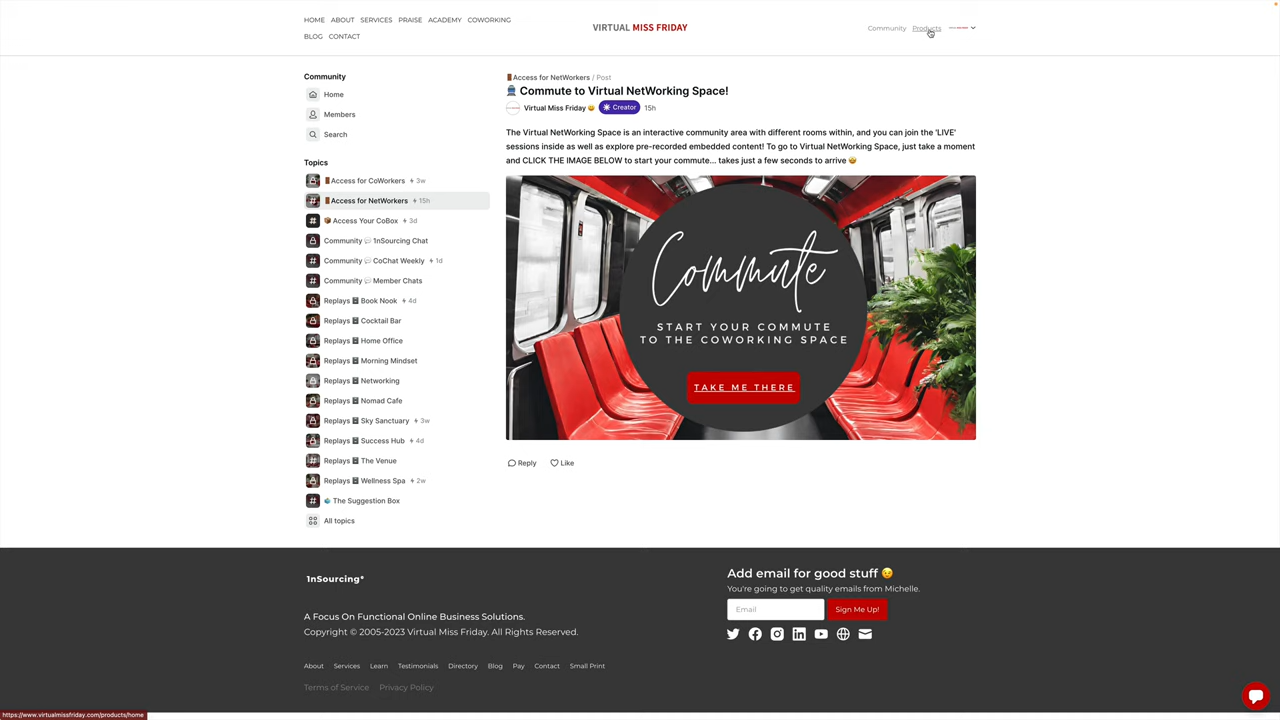 HOME ABOUT SERVICES PRAISE ACADEMY COWORKING
BLOG CONTACT
VIRTUAL MISS FRIDAY
Community Products
Community
Home
Members
Search
Topics
🚪Access for CoWorkers 3w
🚪Access for NetWorkers 15h
📦 Access Your CoBox 3d
Community 💬 1nSourcing Chat
Community 💬 CoChat Weekly 1d
Community 💬 Member Chats
Replays 🎞 Book Nook 4d
Replays 🎞 Cocktail Bar
Replays 🎞 Home Office
Replays 🎞 Morning Mindset
Replays 🎞 Networking
Replays 🎞 Nomad Cafe
Replays 🎞 Sky Sanctuary 3w
Replays 🎞 Success Hub 4d
Replays 🎞 The Venue
Replays 🎞 Wellness Spa 2w
🗳 The Suggestion Box
All topics
🚪Access for NetWorkers / Post
🚊 Commute to Virtual NetWorking Space!
Virtual Miss Friday 😀 Creator 15h
The Virtual NetWorking Space is an interactive community area with different rooms within, and you can join the 'LIVE'
sessions inside as well as explore pre-recorded embedded content! To go to Virtual NetWorking Space, just take a moment
and CLICK THE IMAGE BELOW to start your commute... takes just a few seconds to arrive 🤩
Commute
START YOUR COMMUTE
TO THE COWORKING SPACE
TAKE ME THERE
Reply Like
1nSourcing®
A Focus On Functional Online Business Solutions.
Copyright © 2005-2023 Virtual Miss Friday. All Rights Reserved.
About Services Learn Testimonials Directory Blog Pay Contact Small Print
Terms of Service Privacy Policy
Add email for good stuff 😉
You're going to get quality emails from Michelle.
Email Sign Me Up!
https://www.virtualmissfriday.com/products/home